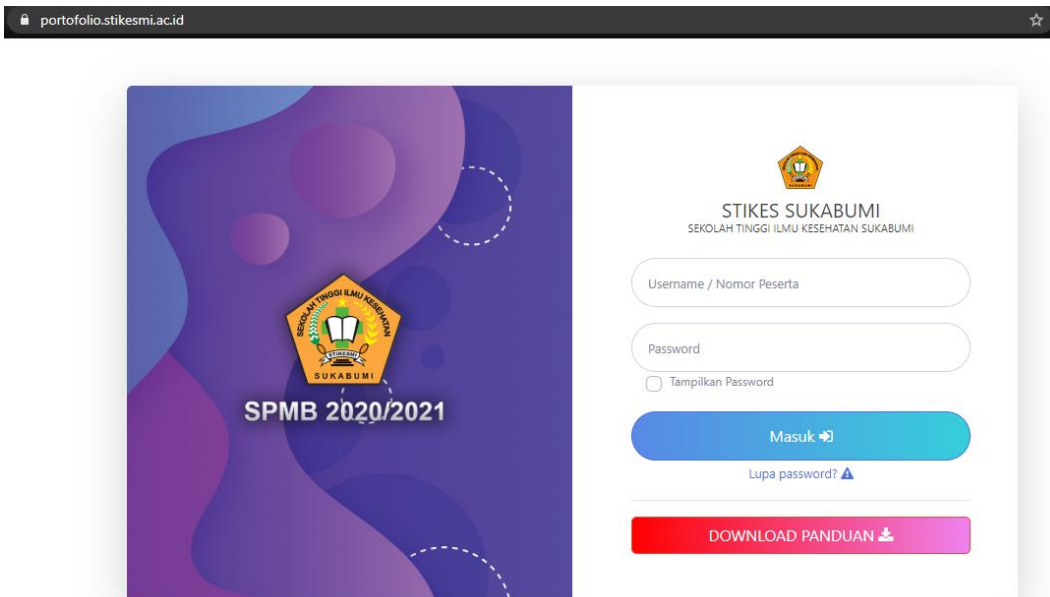 portofolio.stikesmi.ac.id
SEKOLAH TINGGI ILMU KESEHATAN
STIKESMI
SUKABUMI
SPMB 2020/2021
SUKABUMI
STIKES SUKABUMI
SEKOLAH TINGGI ILMU KESEHATAN SUKABUMI
Username / Nomor Peserta
Password
Tampilkan Password
Masuk
Lupa password?
DOWNLOAD PANDUAN